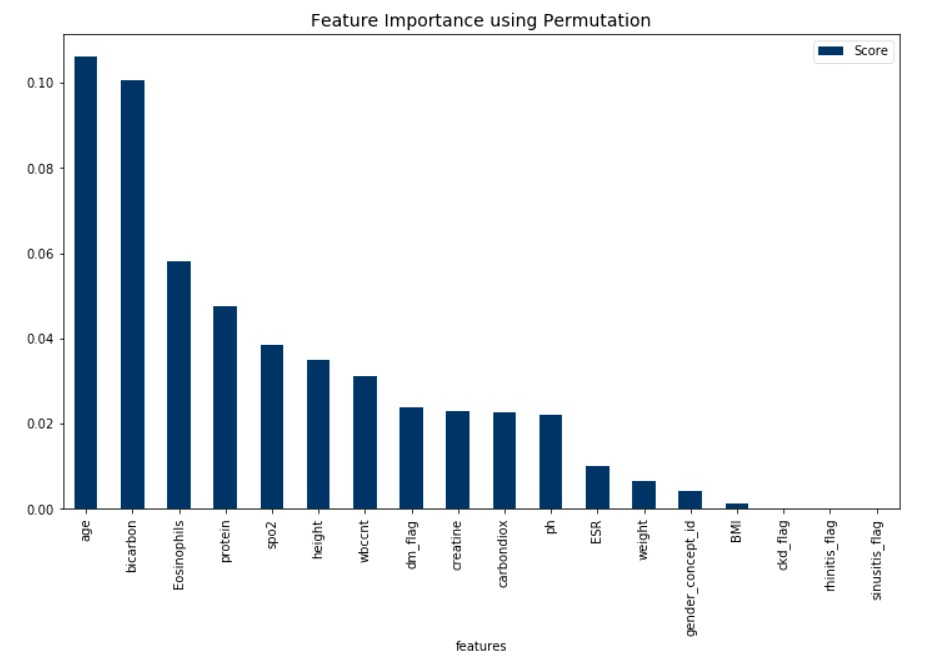 Feature Importance using Permutation
Score
0.10
0.08
0.06
0.04
0.02
0.00
age
bicarbon
Eosinophils
protein
spo2
height
wbccnt
dm_flag
creatine
carbondiox
ph
ESR
weight
gender_concept_id
BMI
ckd_flag
rhinitis_flag
sinusitis_flag
features